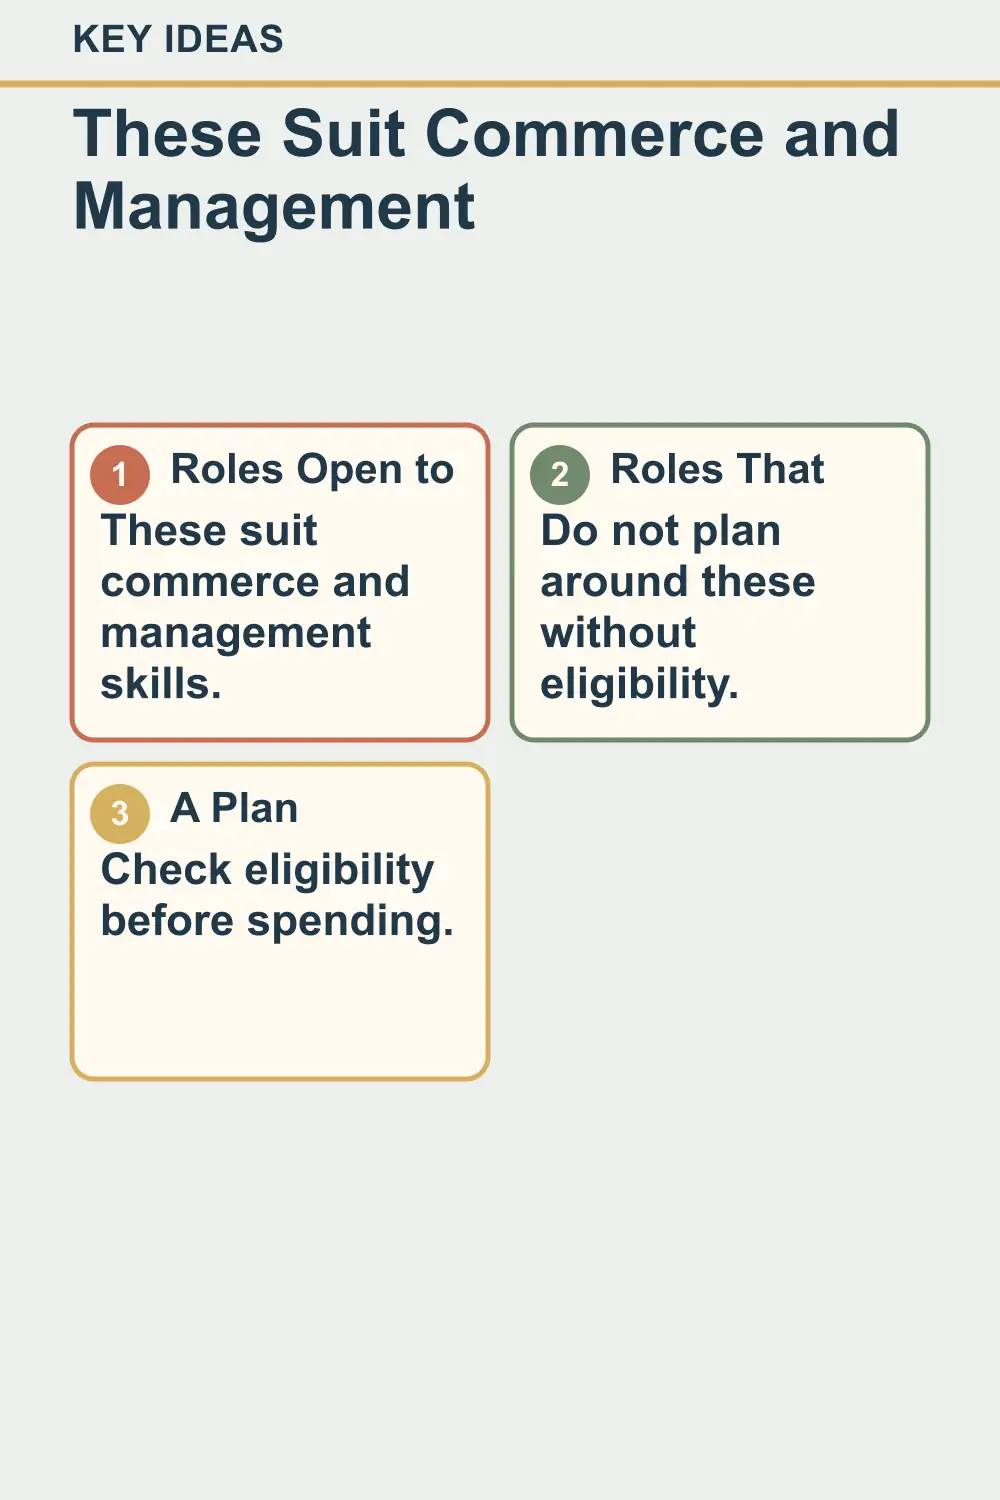 KEY IDEAS
These Suit Commerce and
Management
1 Roles Open to
These suit
commerce and
management
skills.
2 Roles That
Do not plan
around these
without
eligibility.
3 A Plan
Check eligibility
before spending.